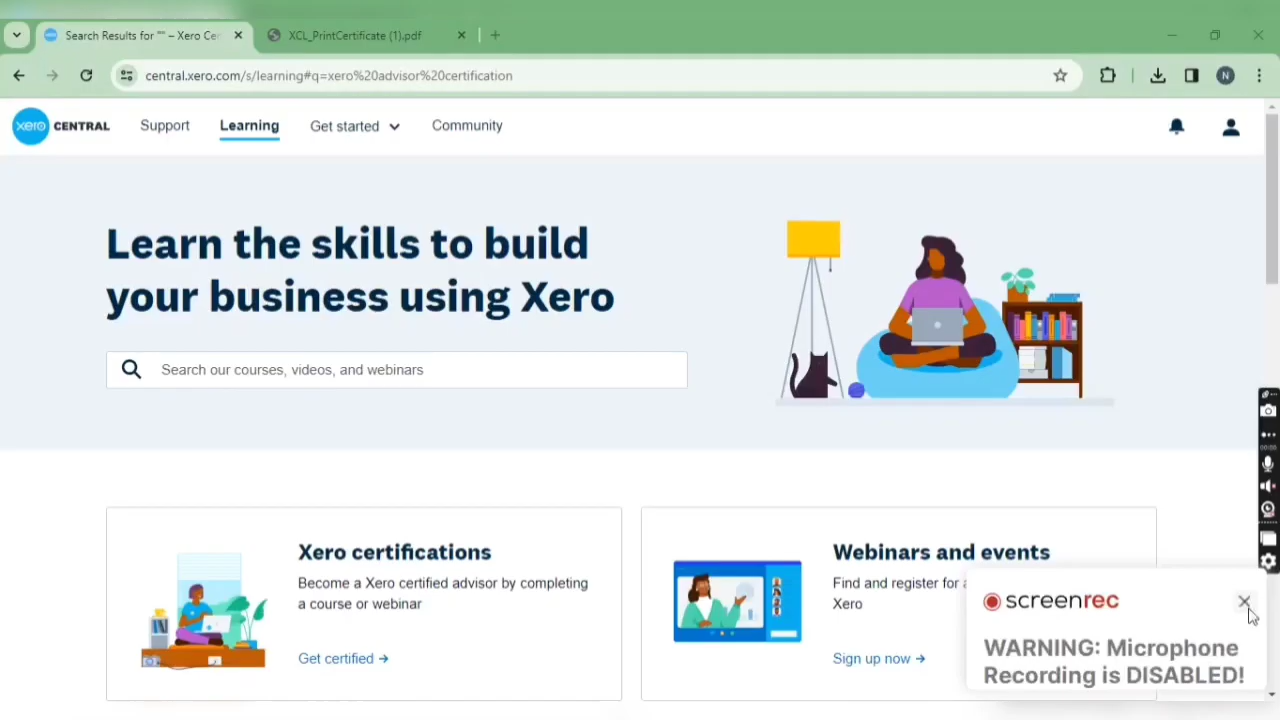 Search Results for "" – Xero Cer
XCL_PrintCertificate (1).pdf
central.xero.com/s/learning#q=xero%20advisor%20certification
N
xero CENTRAL
Support
Learning
Get started
Community
Learn the skills to build
your business using Xero
Search our courses, videos, and webinars
Xero certifications
Become a Xero certified advisor by completing
a course or webinar
Get certified
Webinars and events
Find and register for a
Xero
Sign up now
screenrec
WARNING: Microphone
Recording is DISABLED!